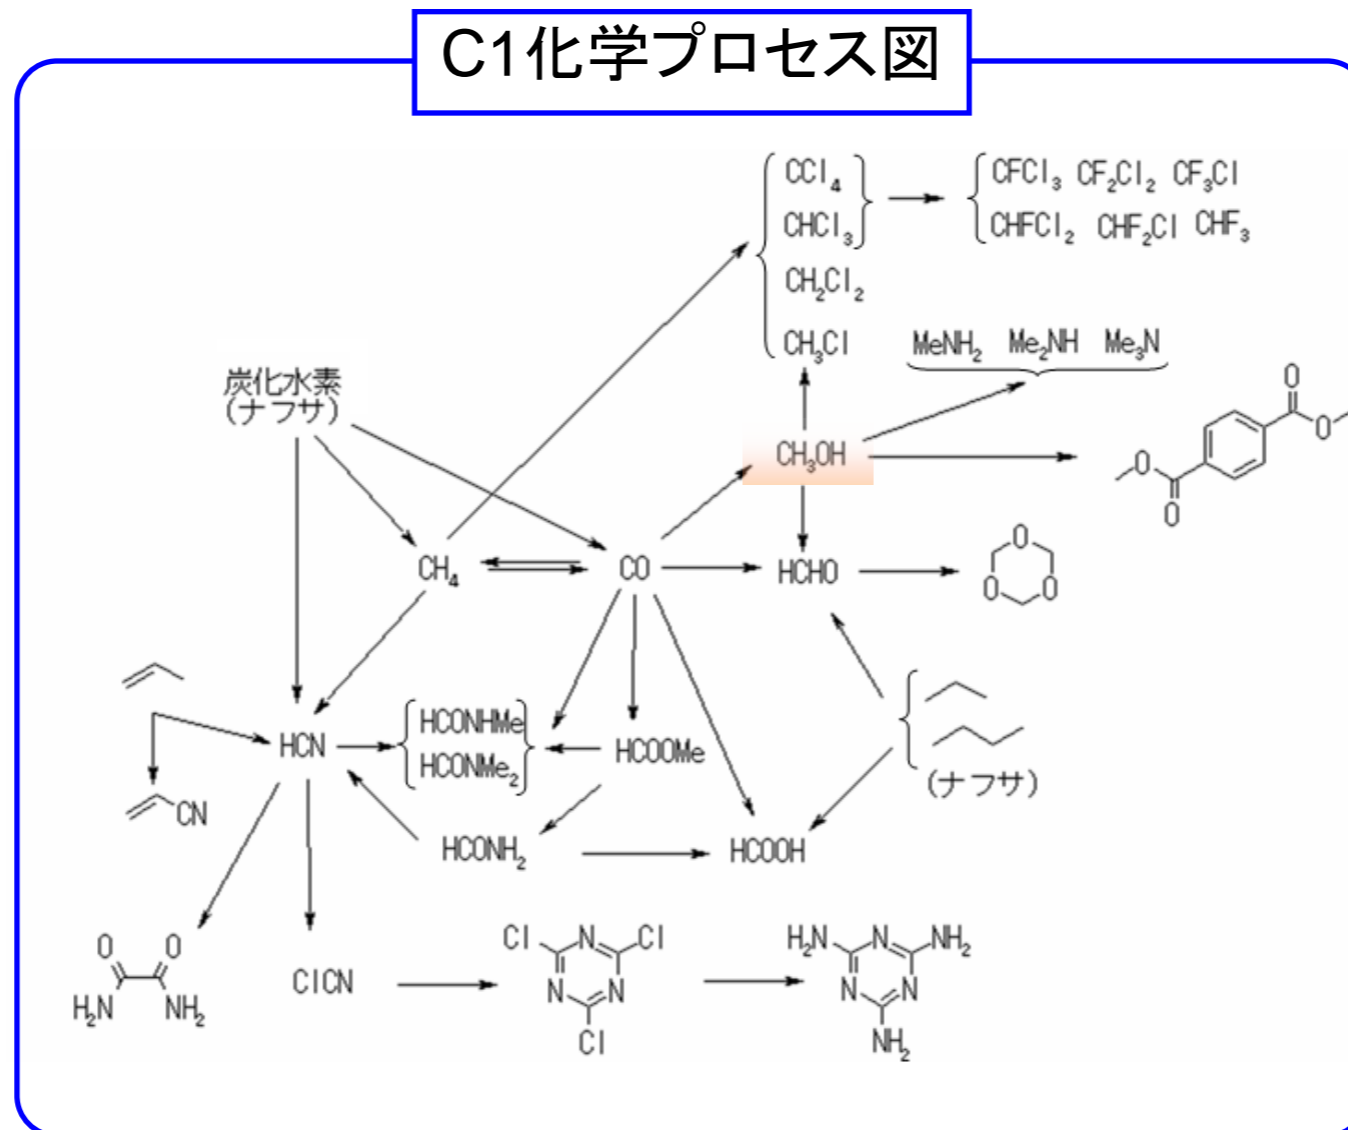 C1化学プロセス図
CCl4
CHCl3
CH2Cl2
CH3Cl
CFCl3 CF2Cl2 CF3Cl
CHFCl2 CHF2Cl CHF3
MeNH2 Me2NH Me3N
炭化水素
(ナフサ)
CH3OH
O
O
O
O
CH4
CO
HCHO
O
O
O
HCN
HCONHMe
HCONMe2
HCOOMe
(ナフサ)
CN
HCONH2
HCOOH
O O
H2N NH2
ClCN
Cl N Cl
N N
Cl
H2N N NH2
N N
NH2